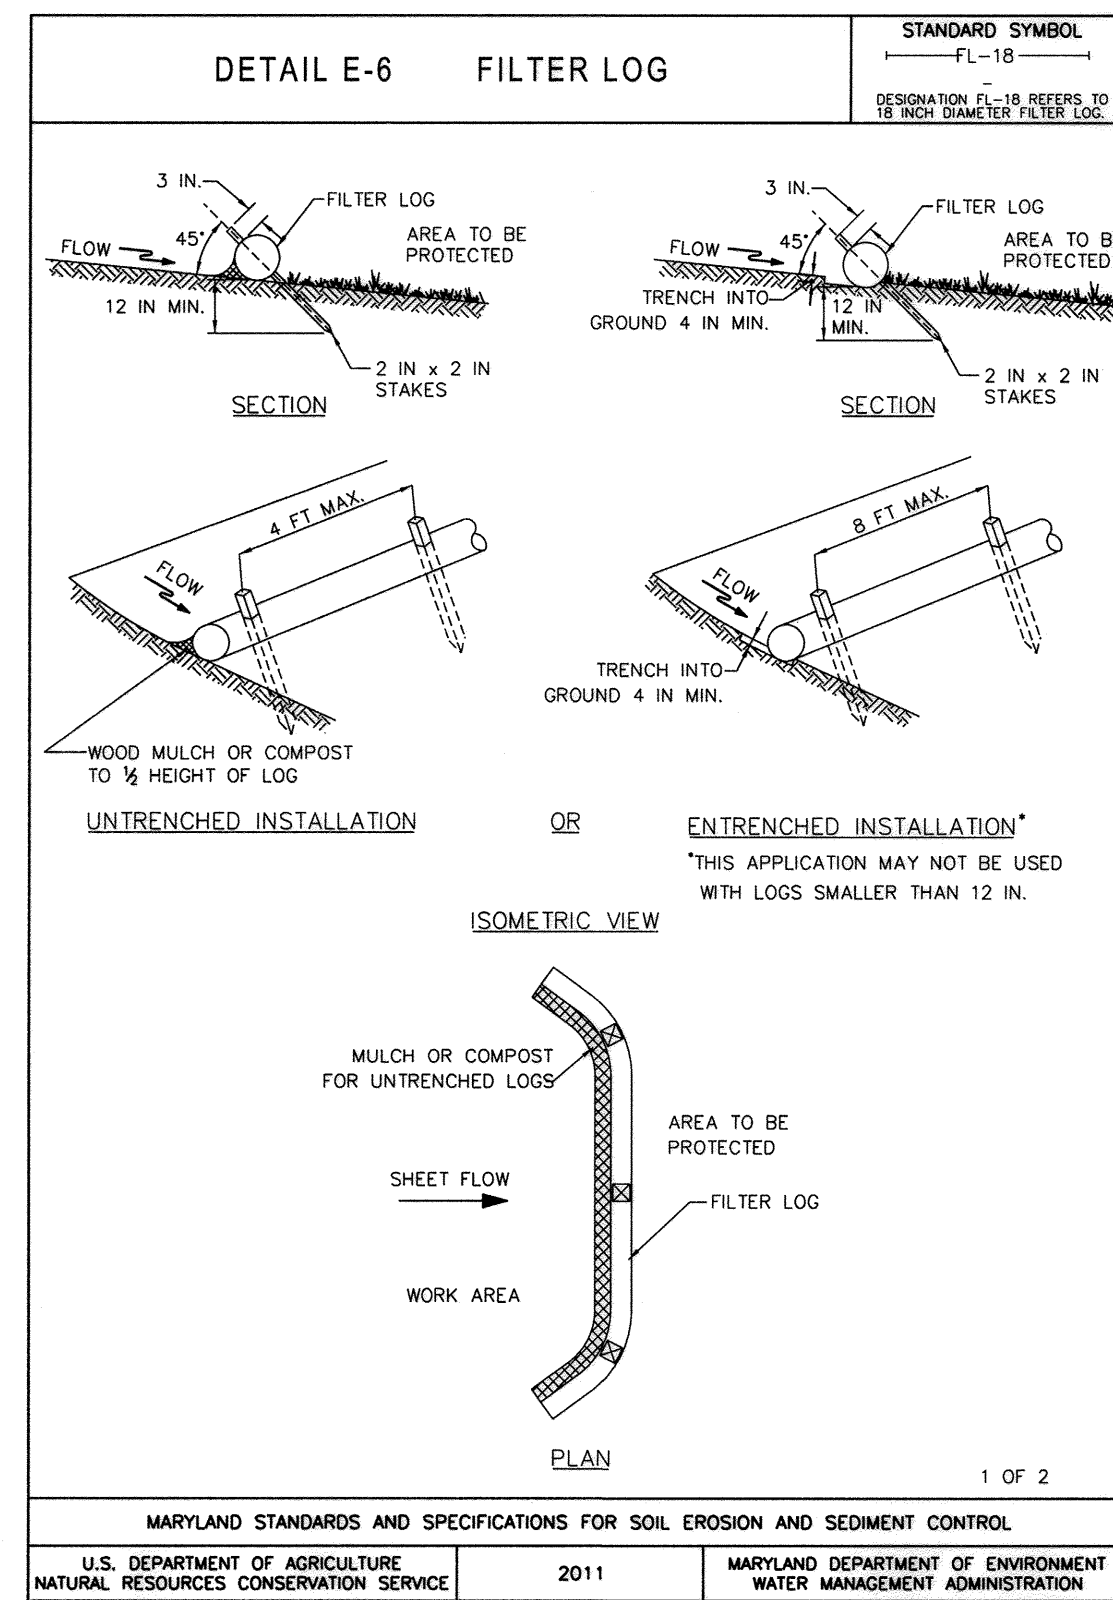 DETAIL E-6 FILTER LOG
STANDARD SYMBOL
FL-18
DESIGNATION FL-18 REFERS TO
18 INCH DIAMETER FILTER LOG.
3 IN.
FILTER LOG
45°
FLOW
AREA TO BE
PROTECTED
12 IN MIN.
2 IN x 2 IN
STAKES
SECTION
3 IN.
FILTER LOG
45°
FLOW
AREA TO B
PROTECTED
TRENCH INTO
GROUND 4 IN MIN.
12 IN
MIN.
2 IN x 2 IN
STAKES
SECTION
4 FT MAX.
FLOW
WOOD MULCH OR COMPOST
TO ½ HEIGHT OF LOG
8 FT MAX.
FLOW
TRENCH INTO
GROUND 4 IN MIN.
UNTRENCHED INSTALLATION
OR
ENTRENCHED INSTALLATION*
*THIS APPLICATION MAY NOT BE USED
WITH LOGS SMALLER THAN 12 IN.
ISOMETRIC VIEW
MULCH OR COMPOST
FOR UNTRENCHED LOGS
AREA TO BE
PROTECTED
SHEET FLOW
FILTER LOG
WORK AREA
PLAN
1 OF 2
MARYLAND STANDARDS AND SPECIFICATIONS FOR SOIL EROSION AND SEDIMENT CONTROL
U.S. DEPARTMENT OF AGRICULTURE
NATURAL RESOURCES CONSERVATION SERVICE
2011
MARYLAND DEPARTMENT OF ENVIRONMENT
WATER MANAGEMENT ADMINISTRATION